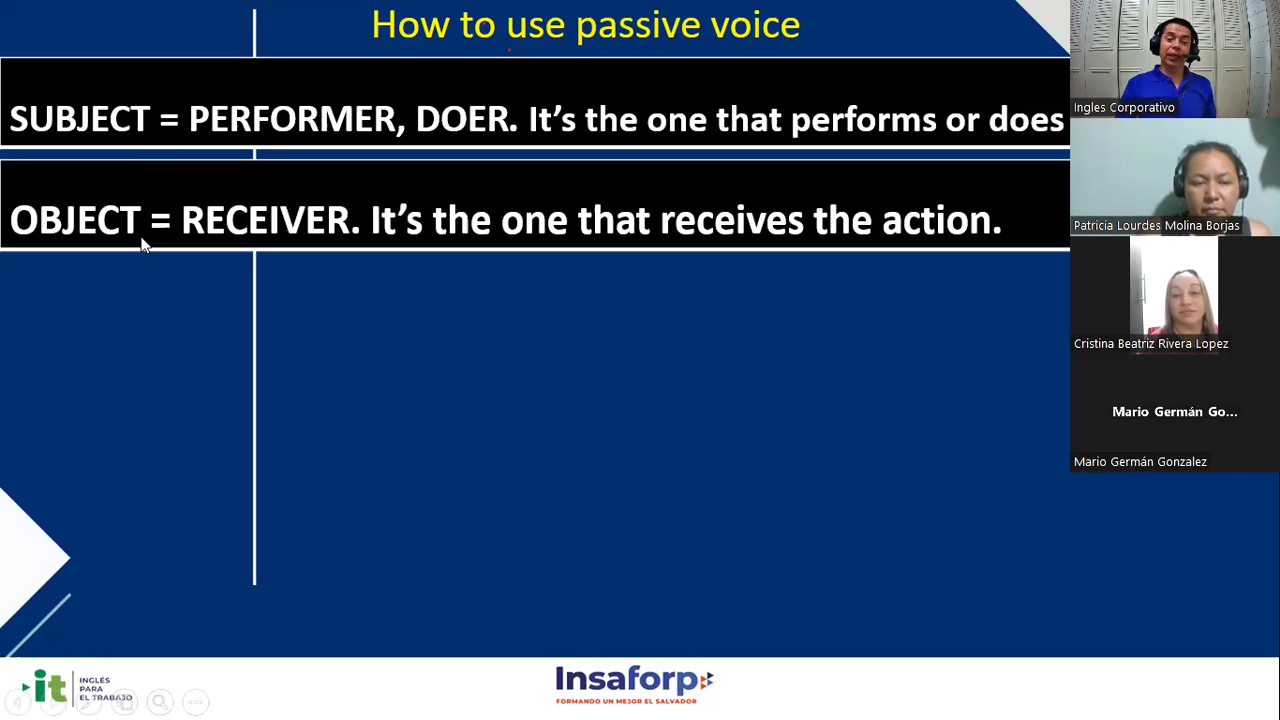 How to use passive voice
SUBJECT = PERFORMER, DOER. It's the one that performs or does
OBJECT = RECEIVER. It's the one that receives the action.
Ingles Corporativo
Patricia Lourdes Molina Borjas
Cristina Beatriz Rivera Lopez
Mario Germán Go...
Mario Germán Gonzalez
it
INGLÉS
PARA
EL TRABAJO
Insaforp
FORMANDO UN MEJOR EL SALVADOR